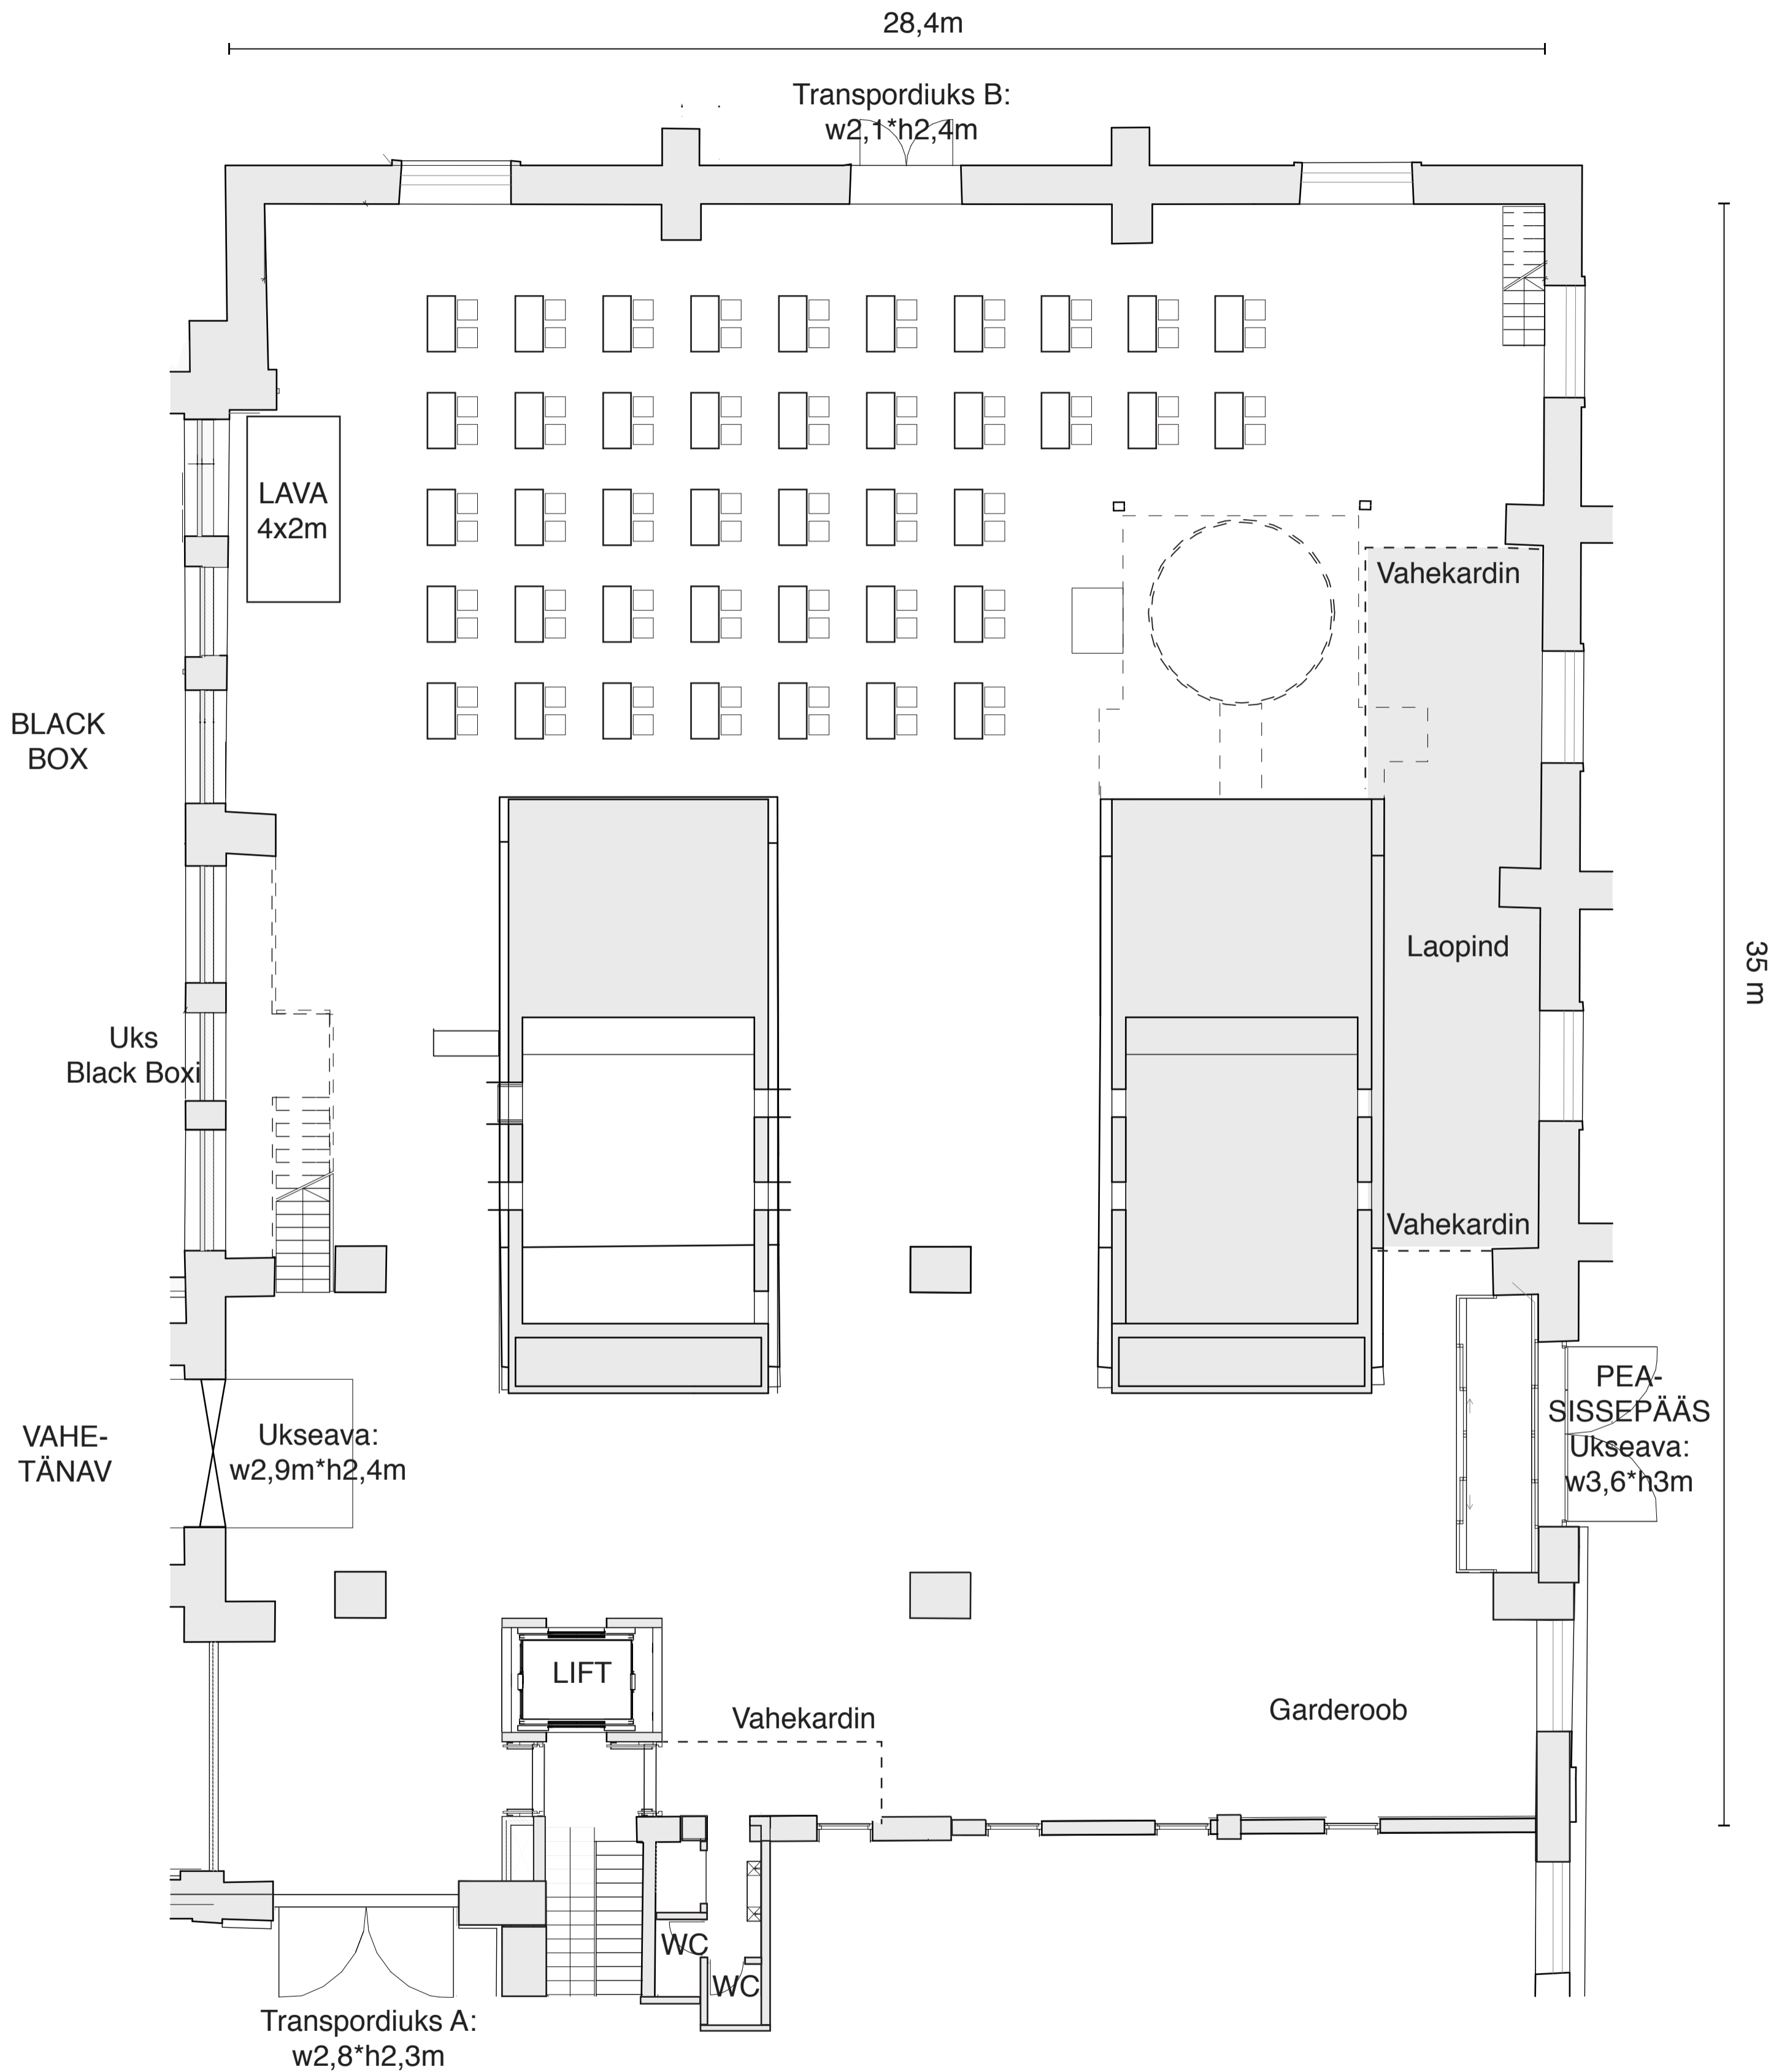 28,4m
Transpordiuks B:
w2,1*h2,4m
LAVA
4x2m
Vahekardin
BLACK
BOX
Laopind
35 m
Uks
Black Boxi
Vahekardin
PEA-
SISSEPÄÄS
Ukseava:
w3,6*h3m
VAHE-
TÄNAV
Ukseava:
w2,9m*h2,4m
LIFT
Vahekardin
Garderoob
WC
WC
Transpordiuks A:
w2,8*h2,3m